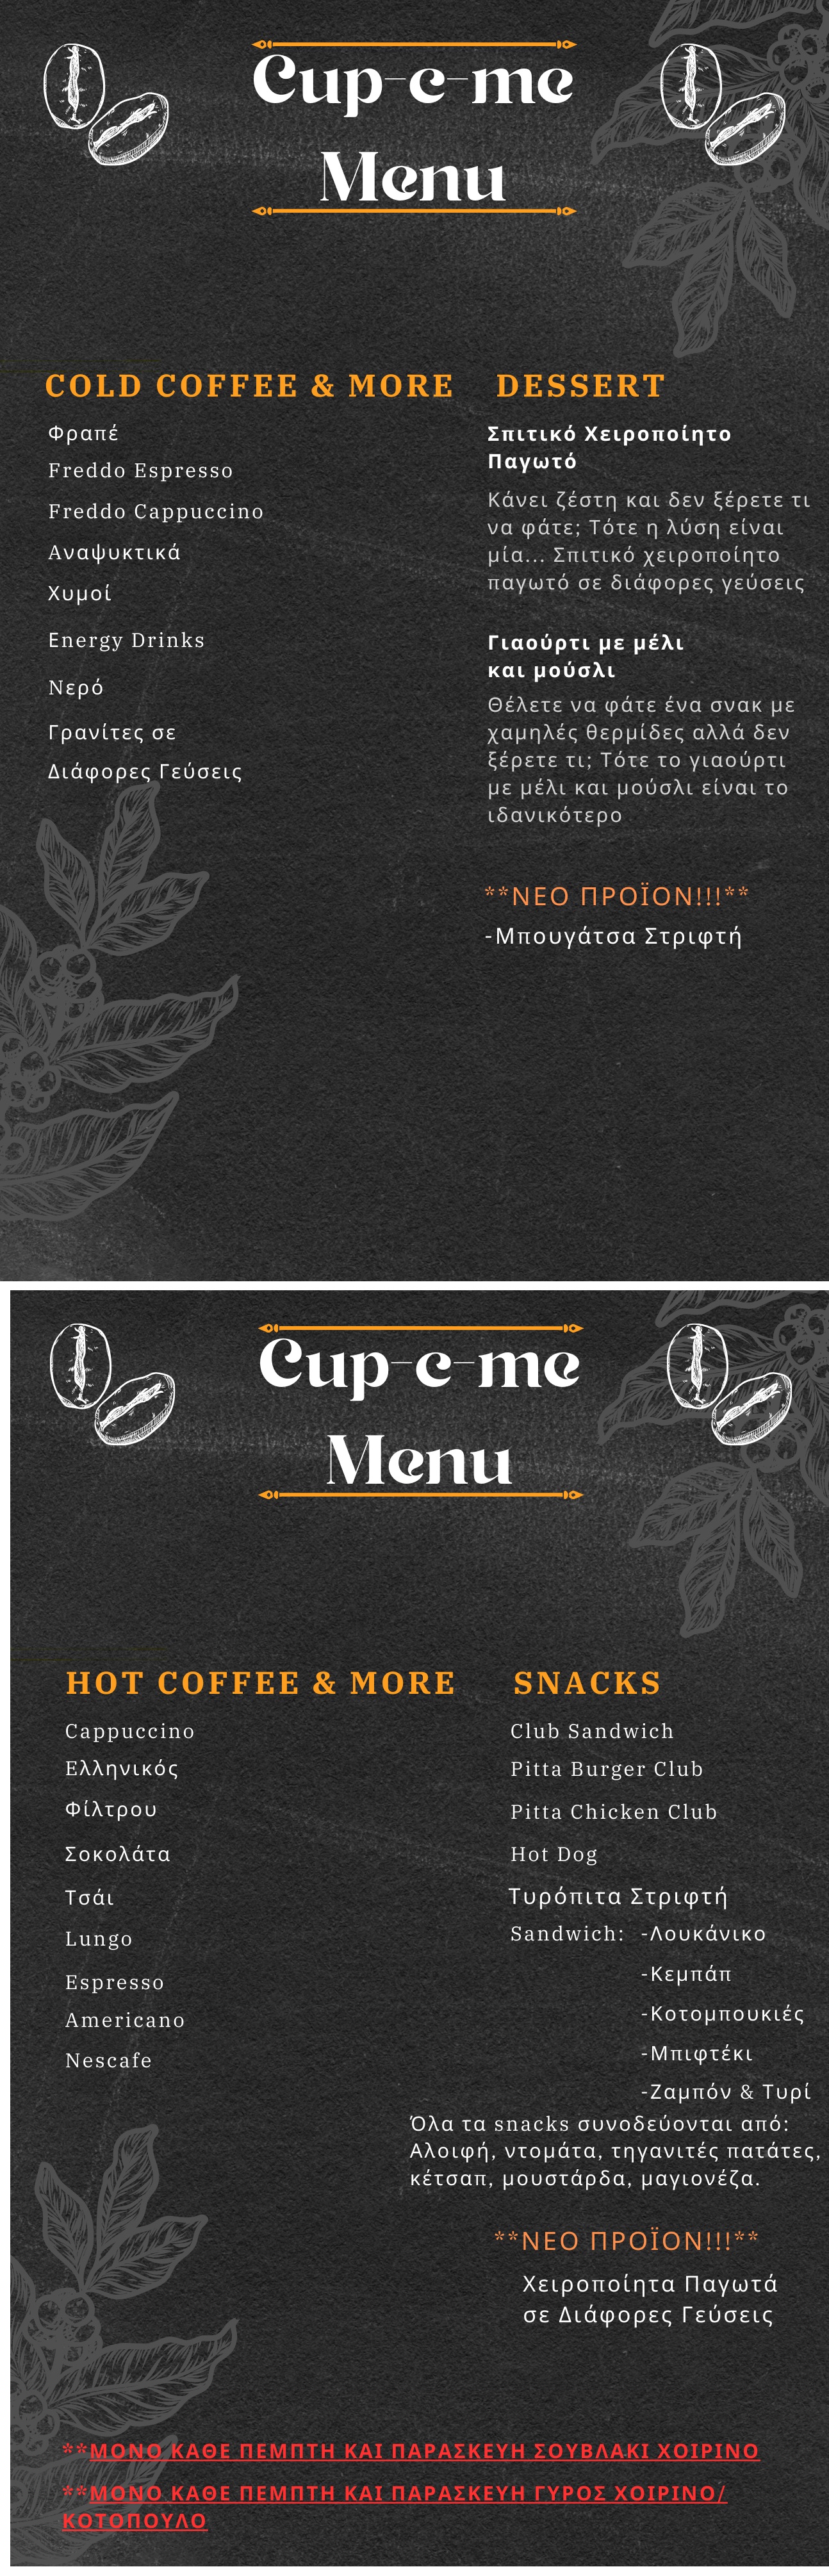 Cup-c-me
Menu
COLD COFFEE & MORE
Φραπέ
Freddo Espresso
Freddo Cappuccino
Αναψυκτικά
Χυμοί
Energy Drinks
Νερό
Γρανίτες σε
Διάφορες Γεύσεις
DESSERT
Σπιτικό Χειροποίητο
Παγωτό
Κάνει ζέστη και δεν ξέρετε τι
να φάτε; Τότε η λύση είναι
μία... Σπιτικό χειροποίητο
παγωτό σε διάφορες γεύσεις
Γιαούρτι με μέλι
και μούσλι
Θέλετε να φάτε ένα σνακ με
χαμηλές θερμίδες αλλά δεν
ξέρετε τι; Τότε το γιαούρτι
με μέλι και μούσλι είναι το
ιδανικότερο
**ΝΕΟ ΠΡΟΪΟΝ!!!**
-Μπουγάτσα Στριφτή
Cup-c-me
Menu
HOT COFFEE & MORE
Cappuccino
Ελληνικός
Φίλτρου
Σοκολάτα
Τσάι
Lungo
Espresso
Americano
Nescafe
SNACKS
Club Sandwich
Pitta Burger Club
Pitta Chicken Club
Hot Dog
Τυρόπιτα Στριφτή
Sandwich: -Λουκάνικο
-Κεμπάπ
-Κοτομπουκιές
-Μπιφτέκι
-Ζαμπόν & Τυρί
Όλα τα snacks συνοδεύονται από:
Αλοιφή, ντομάτα, τηγανιτές πατάτες,
κέτσαπ, μουστάρδα, μαγιονέζα.
**ΝΕΟ ΠΡΟΪΟΝ!!!**
Χειροποίητα Παγωτά
σε Διάφορες Γεύσεις
**ΜΟΝΟ ΚΑΘΕ ΠΕΜΠΤΗ ΚΑΙ ΠΑΡΑΣΚΕΥΗ ΣΟΥΒΛΑΚΙ ΧΟΙΡΙΝΟ
**ΜΟΝΟ ΚΑΘΕ ΠΕΜΠΤΗ ΚΑΙ ΠΑΡΑΣΚΕΥΗ ΓΥΡΟΣ ΧΟΙΡΙΝΟ/
ΚΟΤΟΠΟΥΛΟ